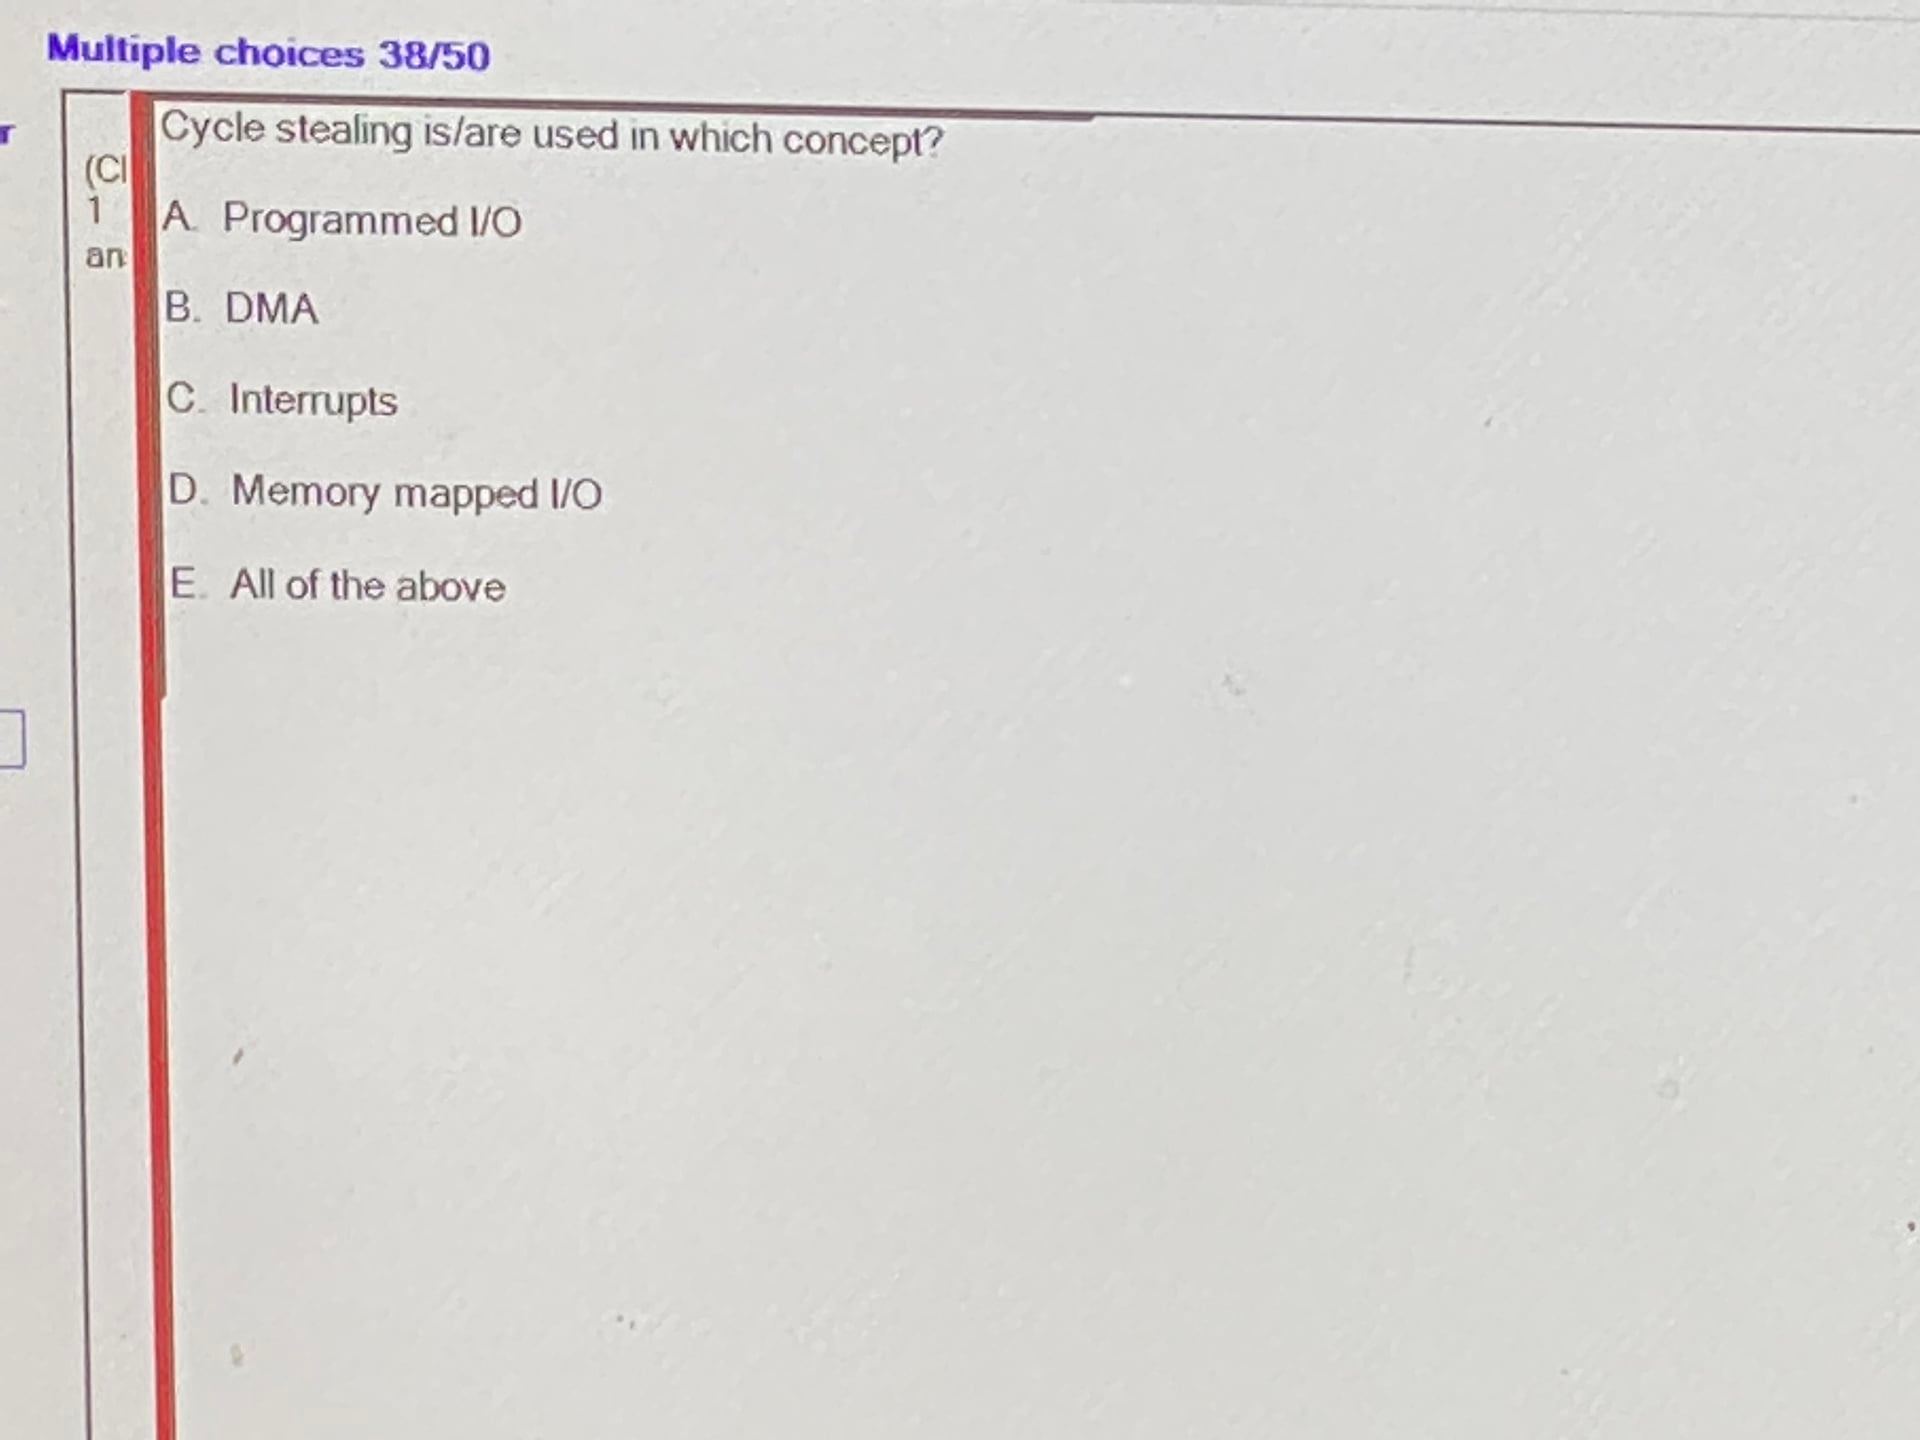 Multiple choices 38/50
r
(Cl
1
an
Cycle stealing is/are used in which concept?
A. Programmed I/O
B. DMA
C. Interrupts
D. Memory mapped I/O
E. All of the above